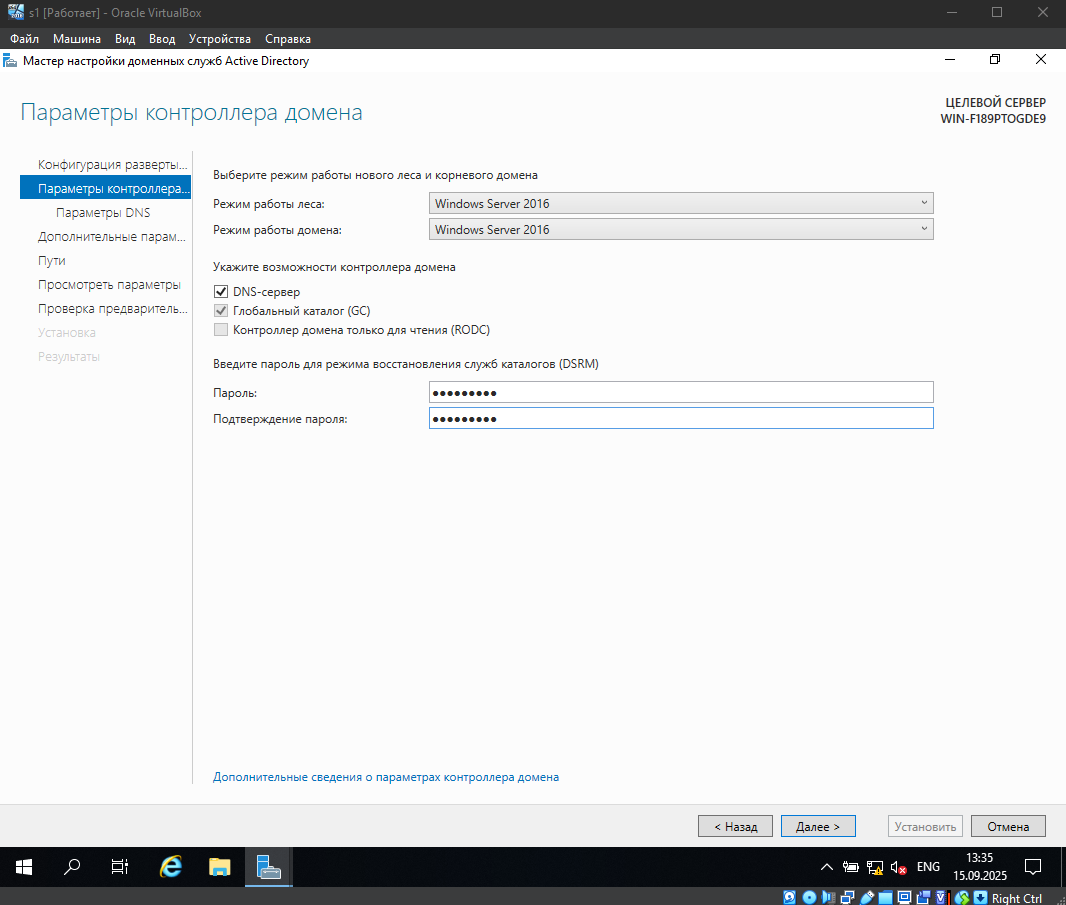 s1 [Работает] - Oracle VirtualBox
Файл Машина Вид Ввод Устройства Справка
Мастер настройки доменных служб Active Directory
Параметры контроллера домена
ЦЕЛЕВОЙ СЕРВЕР
WIN-F189PTOGDE9
Конфигурация разверты...
Параметры контроллера...
Параметры DNS
Дополнительные парам...
Пути
Просмотреть параметры
Проверка предваритель...
Установка
Результаты
Выберите режим работы нового леса и корневого домена
Режим работы леса: Windows Server 2016
Режим работы домена: Windows Server 2016
Укажите возможности контроллера домена
DNS-сервер
Глобальный каталог (GC)
Контроллер домена только для чтения (RODC)
Введите пароль для режима восстановления служб каталогов (DSRM)
Пароль: ●●●●●●●●●
Подтверждение пароля: ●●●●●●●●●
Дополнительные сведения о параметрах контроллера домена
< Назад Далее > Установить Отмена
ENG
13:35
15.09.2025
Right Ctrl